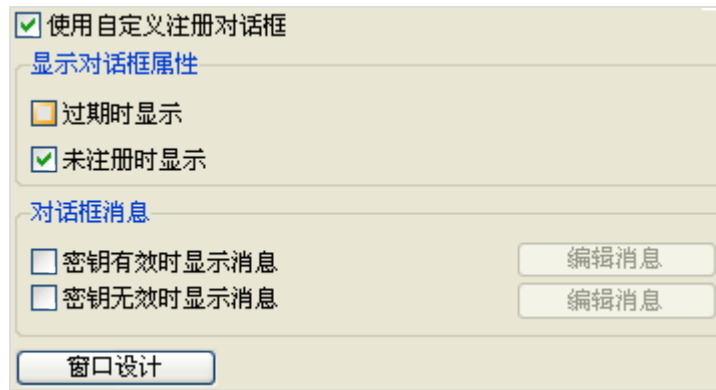 使用自定义注册对话框
显示对话框属性
过期时显示
未注册时显示
对话框消息
密钥有效时显示消息 编辑消息
密钥无效时显示消息 编辑消息
窗口设计